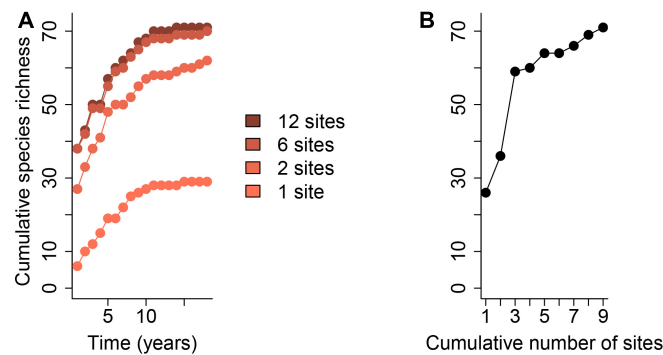 A
Cumulative species richness
0
10
30
50
70
5
10
Time (years)
12 sites
6 sites
2 sites
1 site
B
0
10
30
50
70
1
3
5
7
9
Cumulative number of sites